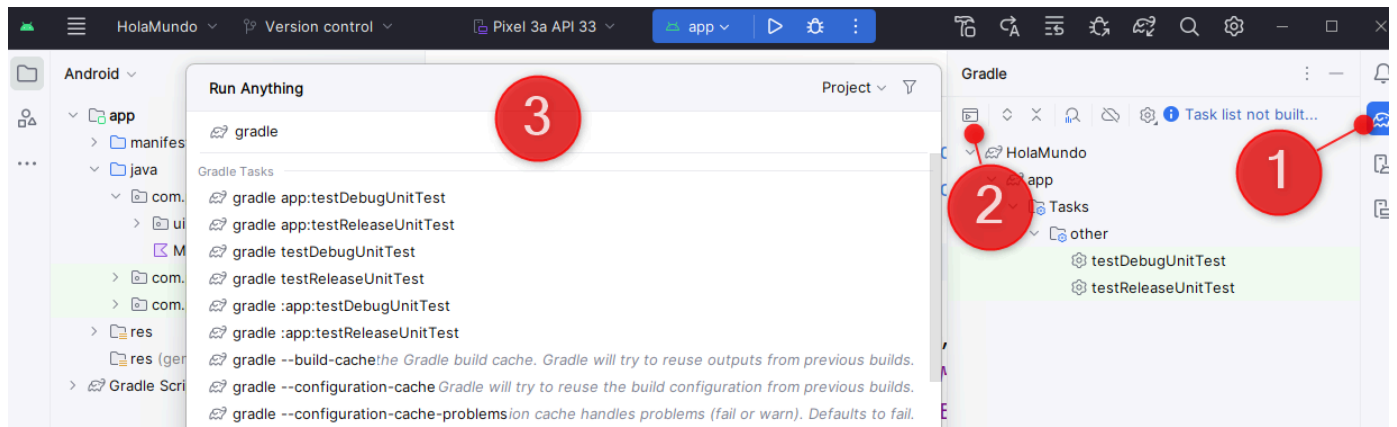 HolaMundo
Version control
Pixel 3a API 33
app
Android
app
manifes
java
com.
ui
M
com.
com.
res
res (ger
Gradle Scri
Run Anything
Project
gradle
Gradle Tasks
gradle app:testDebugUnitTest
gradle app:testReleaseUnitTest
gradle testDebugUnitTest
gradle testReleaseUnitTest
gradle :app:testDebugUnitTest
gradle :app:testReleaseUnitTest
gradle --build-cache the Gradle build cache. Gradle will try to reuse outputs from previous builds.
gradle --configuration-cache Gradle will try to reuse the build configuration from previous builds.
gradle --configuration-cache-problems ion cache handles problems (fail or warn). Defaults to fail.
3
Gradle
Task list not built...
HolaMundo
app
Tasks
other
testDebugUnitTest
testReleaseUnitTest
1
2